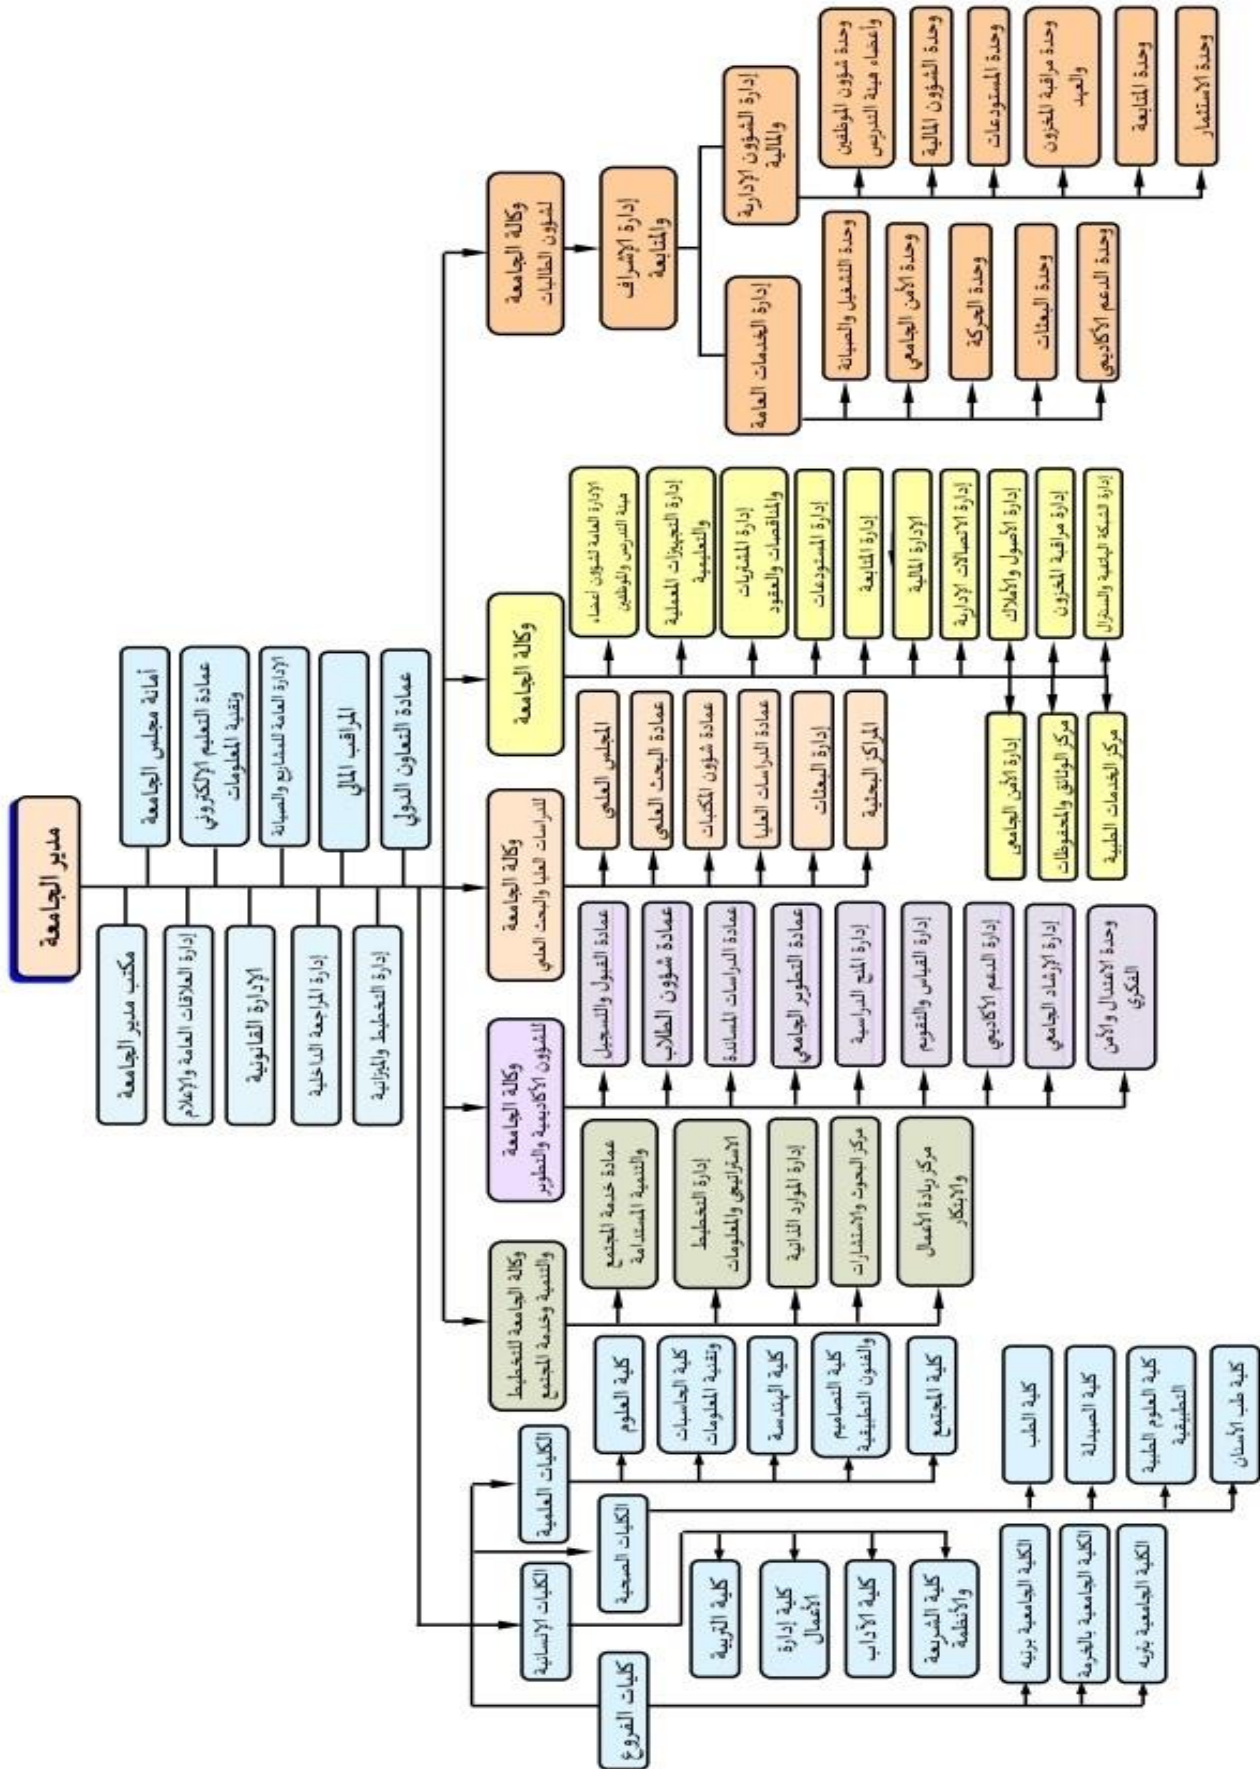 مدير الجامعة
أمانة مجلس الجامعة
عمادة التعليم الإلكتروني
وتقنية المعلومات
الإدارة العامة للمشاريع والصيانة
المراقب المالي
عمادة التعاون الدولي
مكتب مدير الجامعة
إدارة العلاقات العامة والإعلام
الإدارة القانونية
إدارة المراجعة الداخلية
إدارة التخطيط والميزانية
وكالة الجامعة
لشؤون الطالبات
إدارة الإشراف
والمتابعة
إدارة الشؤون الإدارية
والمالية
وحدة شؤون الموظفين
وأعضاء هيئة التدريس
وحدة الشؤون المالية
وحدة المستودعات
وحدة مراقبة المخزون
والعهد
وحدة المتابعة
وحدة الاستثمار
إدارة الخدمات العامة
وحدة التشغيل والصيانة
وحدة الأمن الجامعي
وحدة الحركة
وحدة البعثات
وحدة الدعم الأكاديمي
وكالة الجامعة
الإدارة العامة لشؤون أعضاء
هيئة التدريس والموظفين
إدارة التجهيزات المعملية
والتعليمية
إدارة المشتريات
والمناقصات والعقود
إدارة المستودعات
إدارة المتابعة
الإدارة المالية
إدارة الاتصالات الإدارية
إدارة الأصول والأملاك
إدارة مراقبة المخزون
إدارة الشبكة الهاتفية والسنترال
إدارة الأمن الجامعي
مركز الوثائق والمحفوظات
مركز الخدمات الطبية
وكالة الجامعة
للدراسات العليا والبحث العلمي
المجلس العلمي
عمادة البحث العلمي
عمادة شؤون المكتبات
عمادة الدراسات العليا
إدارة البعثات
المراكز البحثية
وكالة الجامعة
للشؤون الأكاديمية والتطوير
عمادة القبول والتسجيل
عمادة شؤون الطلاب
عمادة الدراسات المساندة
عمادة التطوير الجامعي
إدارة المنح الدراسية
إدارة القياس والتقويم
إدارة الدعم الأكاديمي
إدارة الإرشاد الجامعي
وحدة الاعتدال والأمن
الفكري
وكالة الجامعة للتخطيط
والتنمية وخدمة المجتمع
عمادة خدمة المجتمع
والتنمية المستدامة
إدارة التخطيط
الاستراتيجي والمعلومات
إدارة الموارد الذاتية
مركز البحوث والاستشارات
مركز ريادة الأعمال
والابتكار
الكليات العلمية
كلية العلوم
كلية الحاسبات
وتقنية المعلومات
كلية الهندسة
كلية التصاميم
والفنون التطبيقية
كلية المجتمع
الكليات الصحية
كلية الطب
كلية الصيدلة
كلية العلوم الطبية
التطبيقية
كلية طب الأسنان
الكليات الإنسانية
كلية التربية
كلية إدارة
الأعمال
كلية الآداب
كلية الشريعة
والأنظمة
كليات الفروع
الكلية الجامعية برنيه
الكلية الجامعية بالخرمة
الكلية الجامعية بتربه